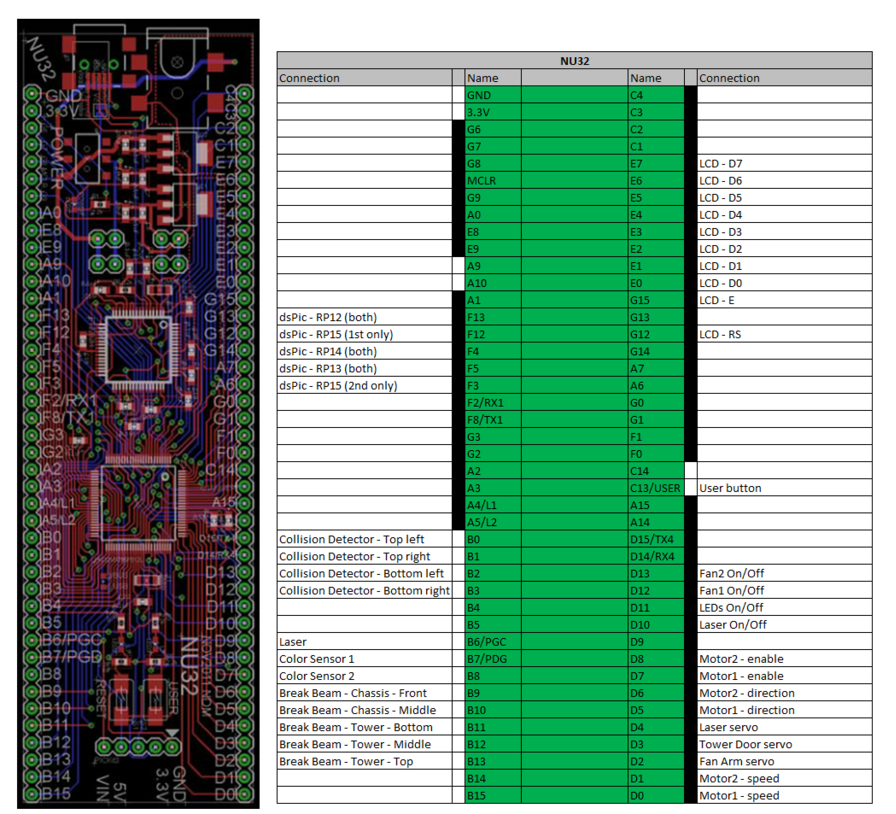 NU32
GND
3.3V
POWER
A0
E8
E9
A9
A10
A1
F13
F12
F4
F5
F3
F2/RX1
F8/TX1
G3
G2
A2
A3
A4/L1
A5/L2
B0
B1
B2
B3
B4
B5
B6/PGC
B7/PGD
B8
B9
B10
B11
B12
B13
B14
B15
C4
C3
C2
C1
E7
E6
E5
E4
E3
E2
E1
E0
G15
G13
G12
G14
A7
A6
G0
G1
F1
F0
C14
A15
D15/TX4
D14/RX4
D13
D12
D11
D10
D9
D8
D7
D6
D5
D4
D3
D2
D1
D0
NU32
RESET
USER
VIN
5V
3.3V
GND
NU32
Connection Name Name Connection
GND C4
3.3V C3
G6 C2
G7 C1
G8 E7 LCD - D7
MCLR E6 LCD - D6
G9 E5 LCD - D5
A0 E4 LCD - D4
E8 E3 LCD - D3
E9 E2 LCD - D2
A9 E1 LCD - D1
A10 E0 LCD - D0
A1 G15 LCD - E
dsPic - RP12 (both) F13 G13
dsPic - RP15 (1st only) F12 G12 LCD - RS
dsPic - RP14 (both) F4 G14
dsPic - RP13 (both) F5 A7
dsPic - RP15 (2nd only) F3 A6
F2/RX1 G0
F8/TX1 G1
G3 F1
G2 F0
A2 C14
A3 C13/USER User button
A4/L1 A15
A5/L2 A14
Collision Detector - Top left B0 D15/TX4
Collision Detector - Top right B1 D14/RX4
Collision Detector - Bottom left B2 D13 Fan2 On/Off
Collision Detector - Bottom right B3 D12 Fan1 On/Off
B4 D11 LEDs On/Off
B5 D10 Laser On/Off
Laser B6/PGC D9
Color Sensor 1 B7/PDG D8 Motor2 - enable
Color Sensor 2 B8 D7 Motor1 - enable
Break Beam - Chassis - Front B9 D6 Motor2 - direction
Break Beam - Chassis - Middle B10 D5 Motor1 - direction
Break Beam - Tower - Bottom B11 D4 Laser servo
Break Beam - Tower - Middle B12 D3 Tower Door servo
Break Beam - Tower - Top B13 D2 Fan Arm servo
B14 D1 Motor2 - speed
B15 D0 Motor1 - speed